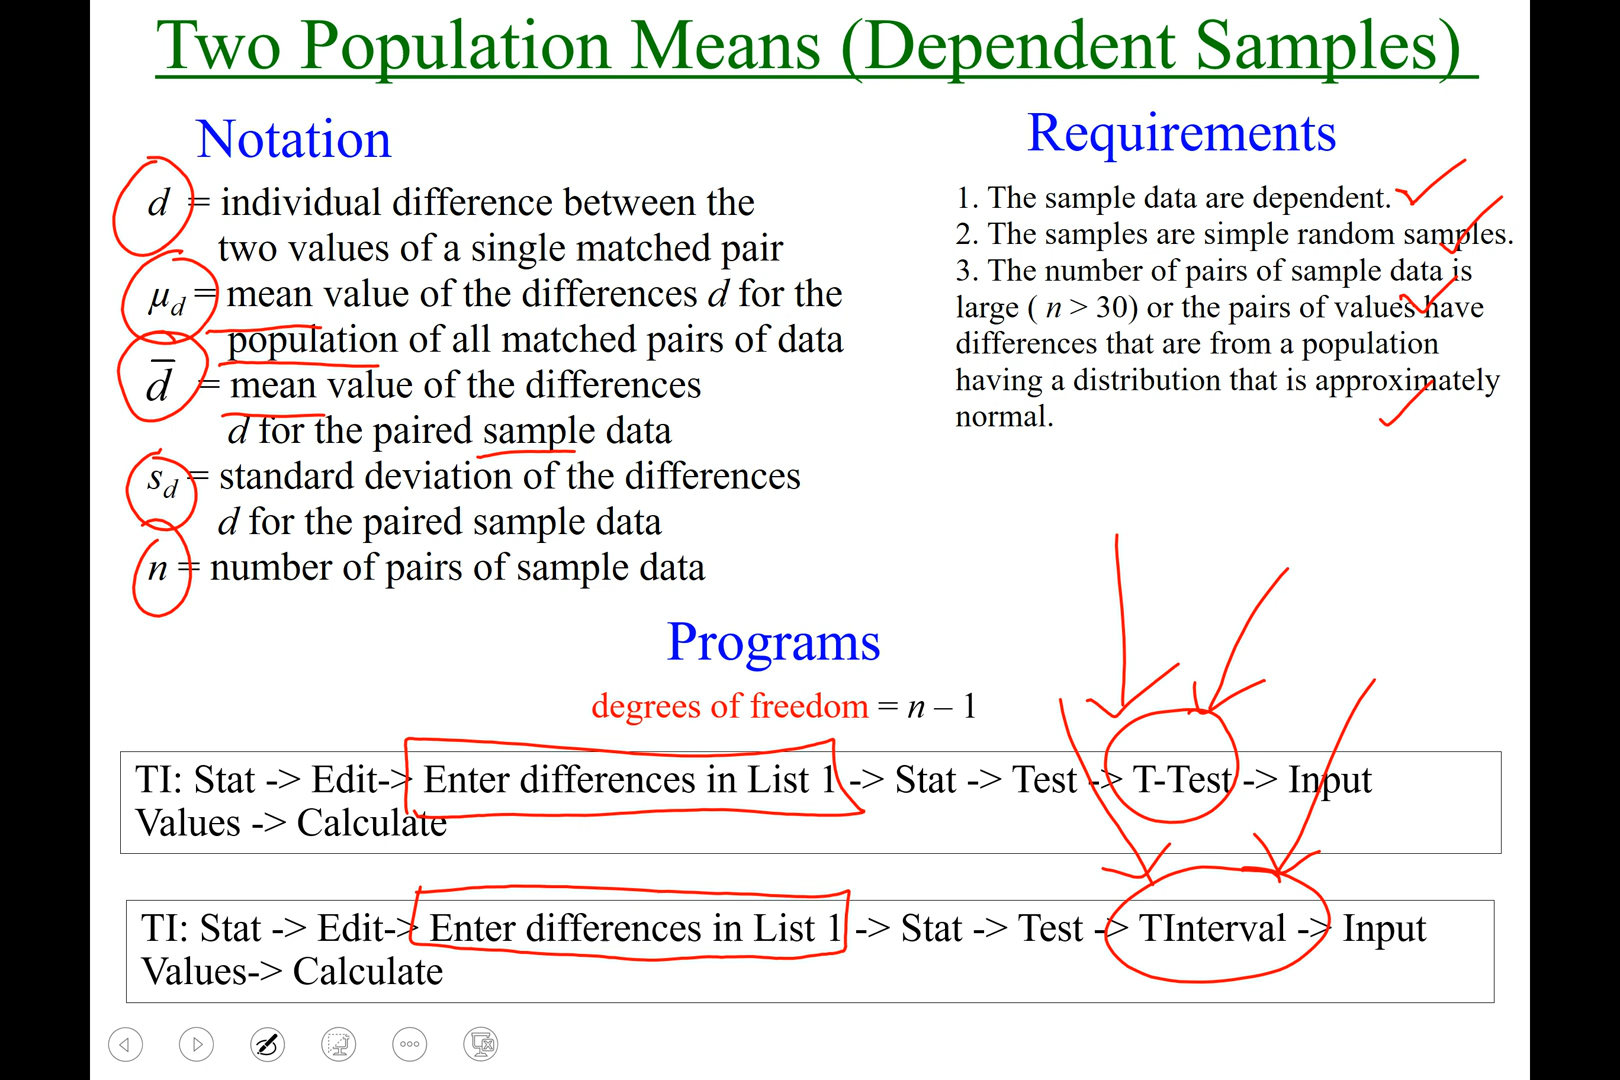 Two Population Means (Dependent Samples)
Notation
d = individual difference between the
two values of a single matched pair
μd = mean value of the differences d for the
population of all matched pairs of data
d̅ = mean value of the differences
d for the paired sample data
sd = standard deviation of the differences
d for the paired sample data
n = number of pairs of sample data
Requirements
1. The sample data are dependent.
2. The samples are simple random samples.
3. The number of pairs of sample data is
large ( n > 30) or the pairs of values have
differences that are from a population
having a distribution that is approximately
normal.
Programs
degrees of freedom = n – 1
TI: Stat -> Edit-> Enter differences in List 1 -> Stat -> Test -> T-Test -> Input
Values -> Calculate
TI: Stat -> Edit-> Enter differences in List 1 -> Stat -> Test -> TInterval -> Input
Values-> Calculate